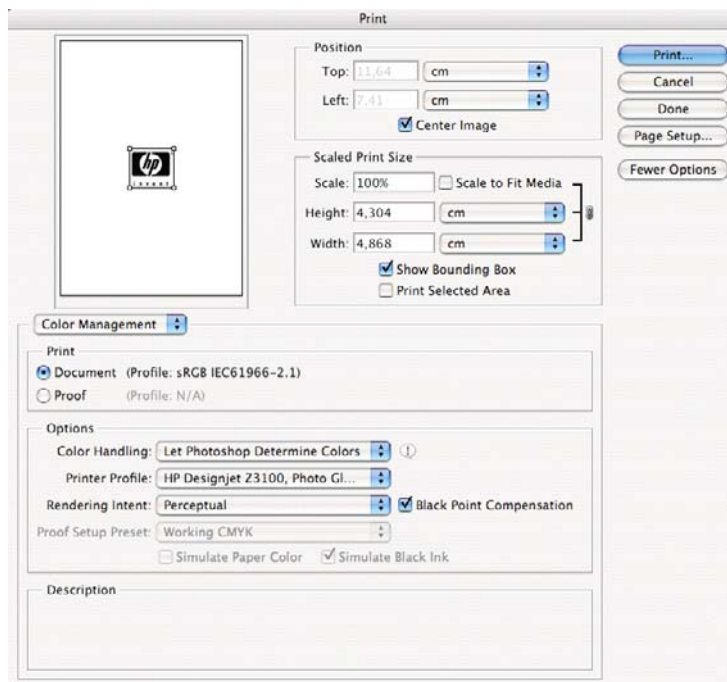 Print
Position
Top: 11,64 cm
Left: 7.41 cm
Center Image
Scaled Print Size
Scale: 100% Scale to Fit Media
Height: 4,304 cm
Width: 4,868 cm
Show Bounding Box
Print Selected Area
Print...
Cancel
Done
Page Setup...
Fewer Options
hp
invent
Color Management
Print
Document (Profile: sRGB IEC61966-2.1)
Proof (Profile: N/A)
Options
Color Handling: Let Photoshop Determine Colors
Printer Profile: HP Designjet Z3100, Photo Gl...
Rendering Intent: Perceptual Black Point Compensation
Proof Setup Preset: Working CMYK
Simulate Paper Color Simulate Black Ink
Description